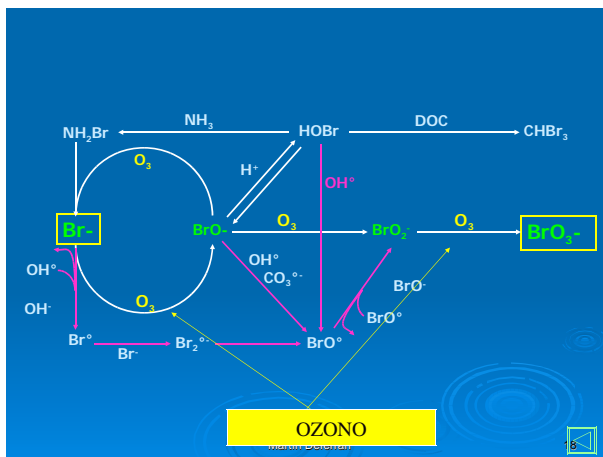 NH₃
DOC
NH₂Br
HOBr
CHBr₃
O₃
H⁺
OH°
Br-
BrO-
O₃
BrO₂⁻
O₃
BrO₃-
OH°
CO₃°⁻
OH°
BrO⁻
OH⁻
O₃
BrO°
Br°
Br⁻
Br₂°⁻
BrO°
OZONO
18